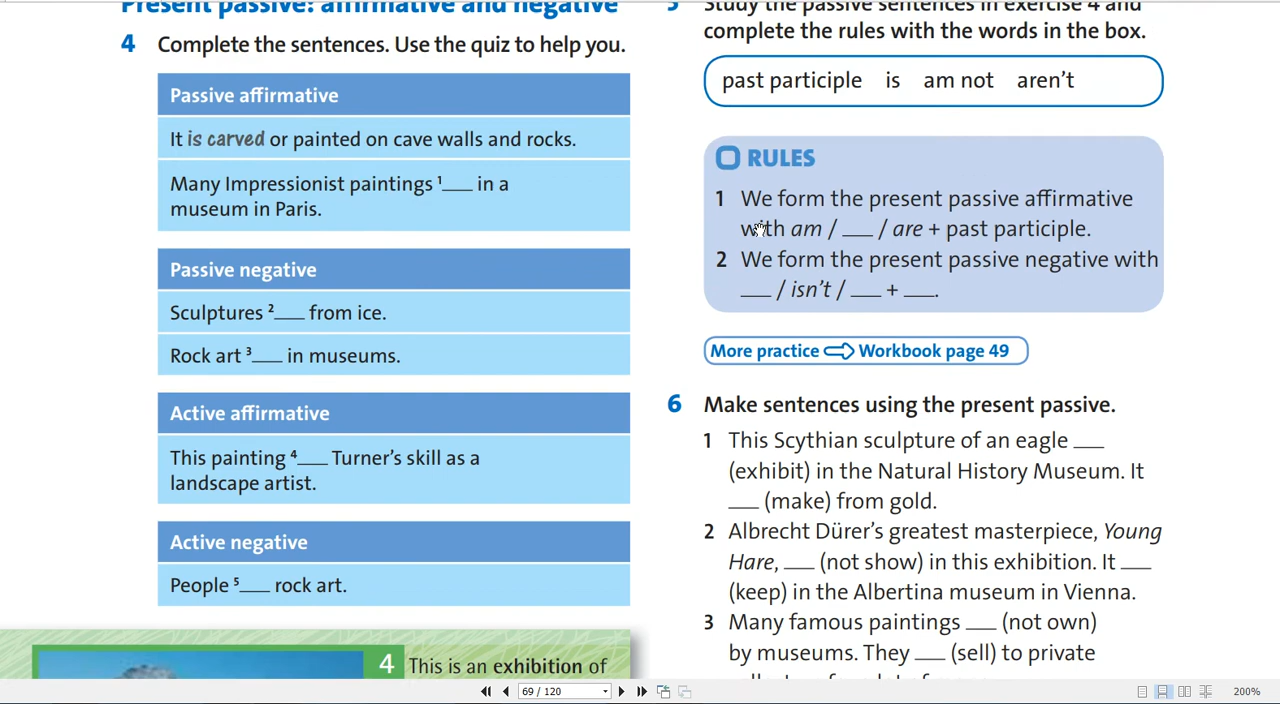 Present passive: affirmative and negative
4 Complete the sentences. Use the quiz to help you.
Passive affirmative
It is carved or painted on cave walls and rocks.
Many Impressionist paintings ¹___ in a
museum in Paris.
Passive negative
Sculptures ²___ from ice.
Rock art ³___ in museums.
Active affirmative
This painting ⁴___ Turner's skill as a
landscape artist.
Active negative
People ⁵___ rock art.
4 This is an exhibition of
5 Study the passive sentences in exercise 4 and
complete the rules with the words in the box.
past participle is am not aren't
RULES
1 We form the present passive affirmative
with am / ___ / are + past participle.
2 We form the present passive negative with
___ / isn't / ___ + ___.
More practice Workbook page 49
6 Make sentences using the present passive.
1 This Scythian sculpture of an eagle ___
(exhibit) in the Natural History Museum. It
___ (make) from gold.
2 Albrecht Dürer's greatest masterpiece, Young
Hare, ___ (not show) in this exhibition. It ___
(keep) in the Albertina museum in Vienna.
3 Many famous paintings ___ (not own)
by museums. They ___ (sell) to private
69 / 120
200%